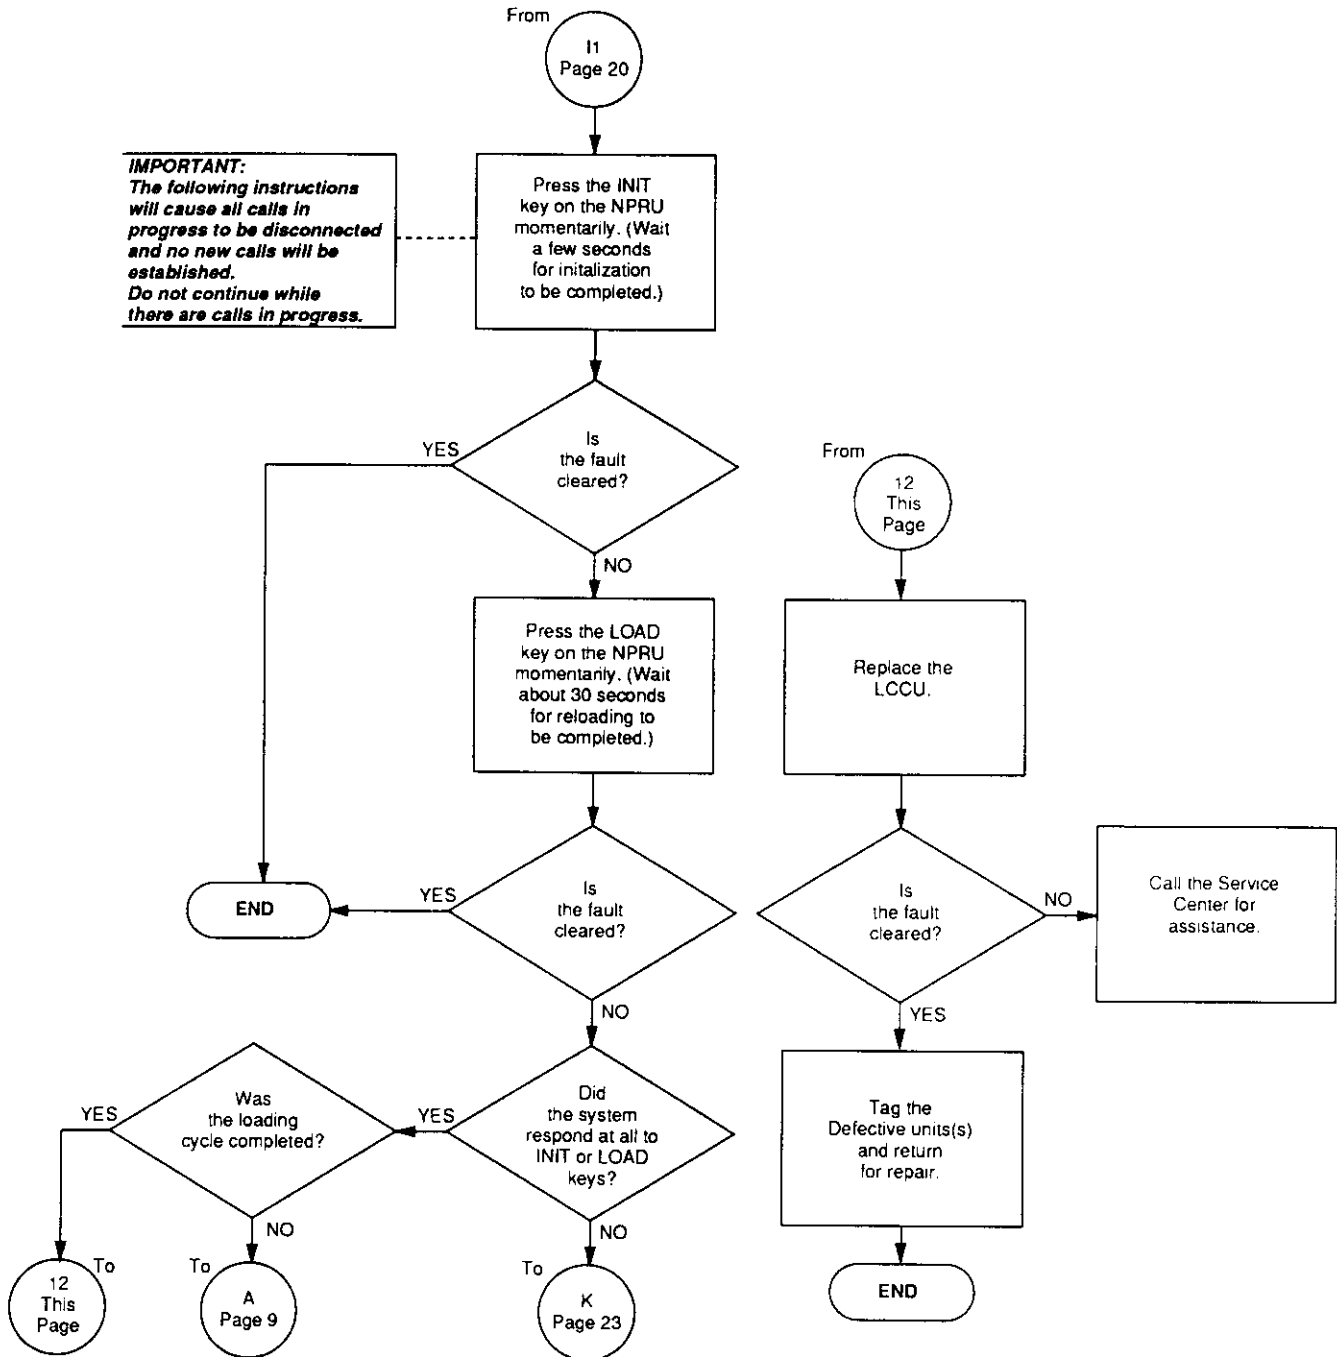 From
I1
Page 20
IMPORTANT:
The following instructions
will cause all calls in
progress to be disconnected
and no new calls will be
established.
Do not continue while
there are calls in progress.
Press the INIT
key on the NPRU
momentarily. (Wait
a few seconds
for initalization
to be completed.)
YES
Is
the fault
cleared?
NO
Press the LOAD
key on the NPRU
momentarily. (Wait
about 30 seconds
for reloading to
be completed.)
END
YES
Is
the fault
cleared?
NO
YES
Was
the loading
cycle completed?
YES
Did
the system
respond at all to
INIT or LOAD
keys?
NO
NO
12
This
Page
To
To
A
Page 9
To
K
Page 23
From
12
This
Page
Replace the
LCCU.
Is
the fault
cleared?
NO
Call the Service
Center for
assistance.
YES
Tag the
Defective units(s)
and return
for repair.
END